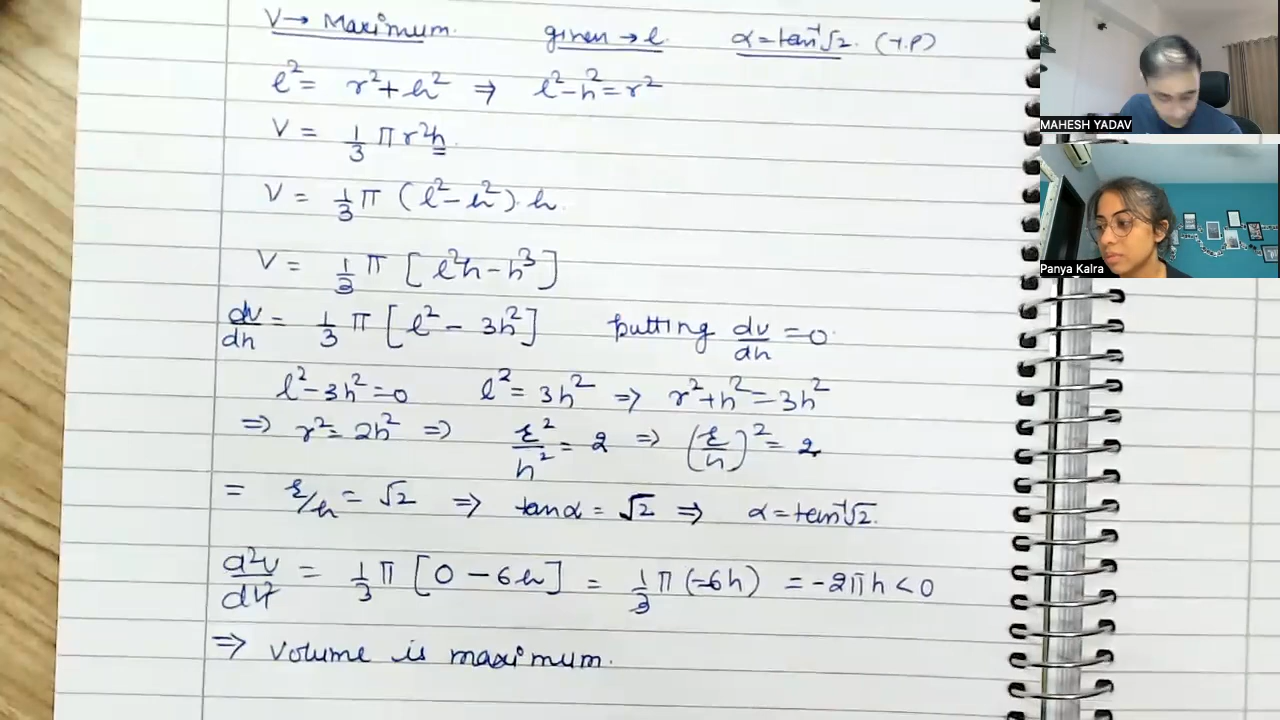 V → Maximum. given → l. α = tan⁻¹√2. (T.P)
l² = r² + h² ⇒ l² - h² = r²
V = 1/3 π r²h.
V = 1/3 π (l² - h²) · h.
V = 1/3 π [l²h - h³]
dv/dh = 1/3 π [l² - 3h²] putting dv/dh = 0.
l² - 3h² = 0 l² = 3h² ⇒ r² + h² = 3h²
⇒ r² = 2h² ⇒ r²/h² = 2 ⇒ (r/h)² = 2
= r/h = √2 ⇒ tanα = √2 ⇒ α = tan⁻¹√2.
d²v/dh² = 1/3 π [0 - 6h] = 1/3 π (-6h) = -2πh < 0
⇒ volume is maximum.
MAHESH YADAV
Panya Kalra